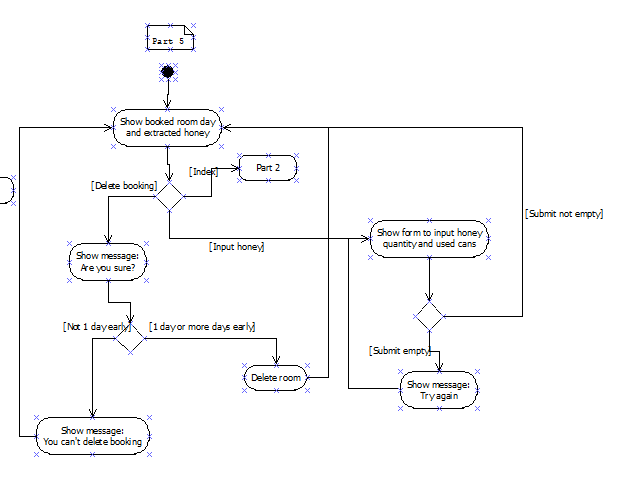 Part 5
Show booked room day
and extracted honey
[Index]
Part 2
[Delete booking]
[Submit not empty]
Show form to input honey
quantity and used cans
[Input honey]
Show message:
Are you sure?
[Not 1 day early]
[1 day or more days early]
[Submit empty]
Delete room
Show message:
Try again
Show message:
You can't delete booking